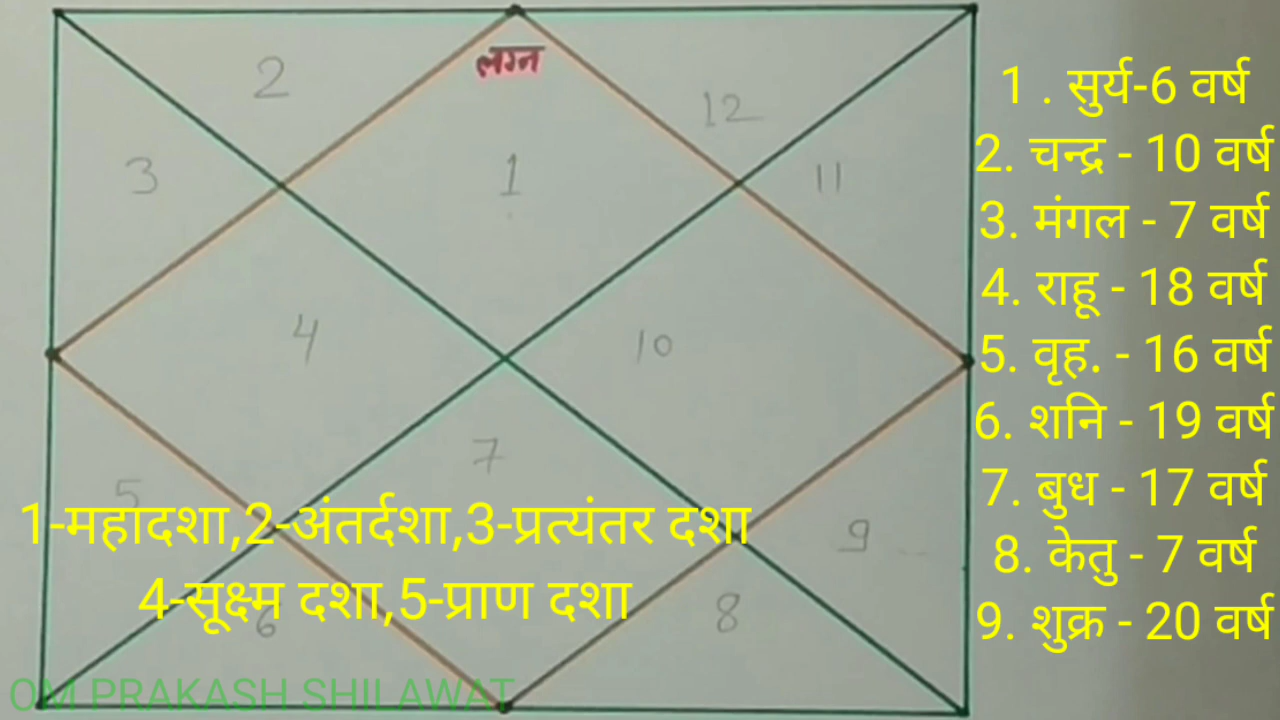 लग्न
2
12
3
1
11
4
10
7
5
9
6
8
1 . सुर्य-6 वर्ष
2. चन्द्र - 10 वर्ष
3. मंगल - 7 वर्ष
4. राहू - 18 वर्ष
5. वृह. - 16 वर्ष
6. शनि - 19 वर्ष
7. बुध - 17 वर्ष
8. केतु - 7 वर्ष
9. शुक्र - 20 वर्ष
1-महादशा,2-अंतर्दशा,3-प्रत्यंतर दशा
4-सूक्ष्म दशा,5-प्राण दशा
OM PRAKASH SHILAWAT